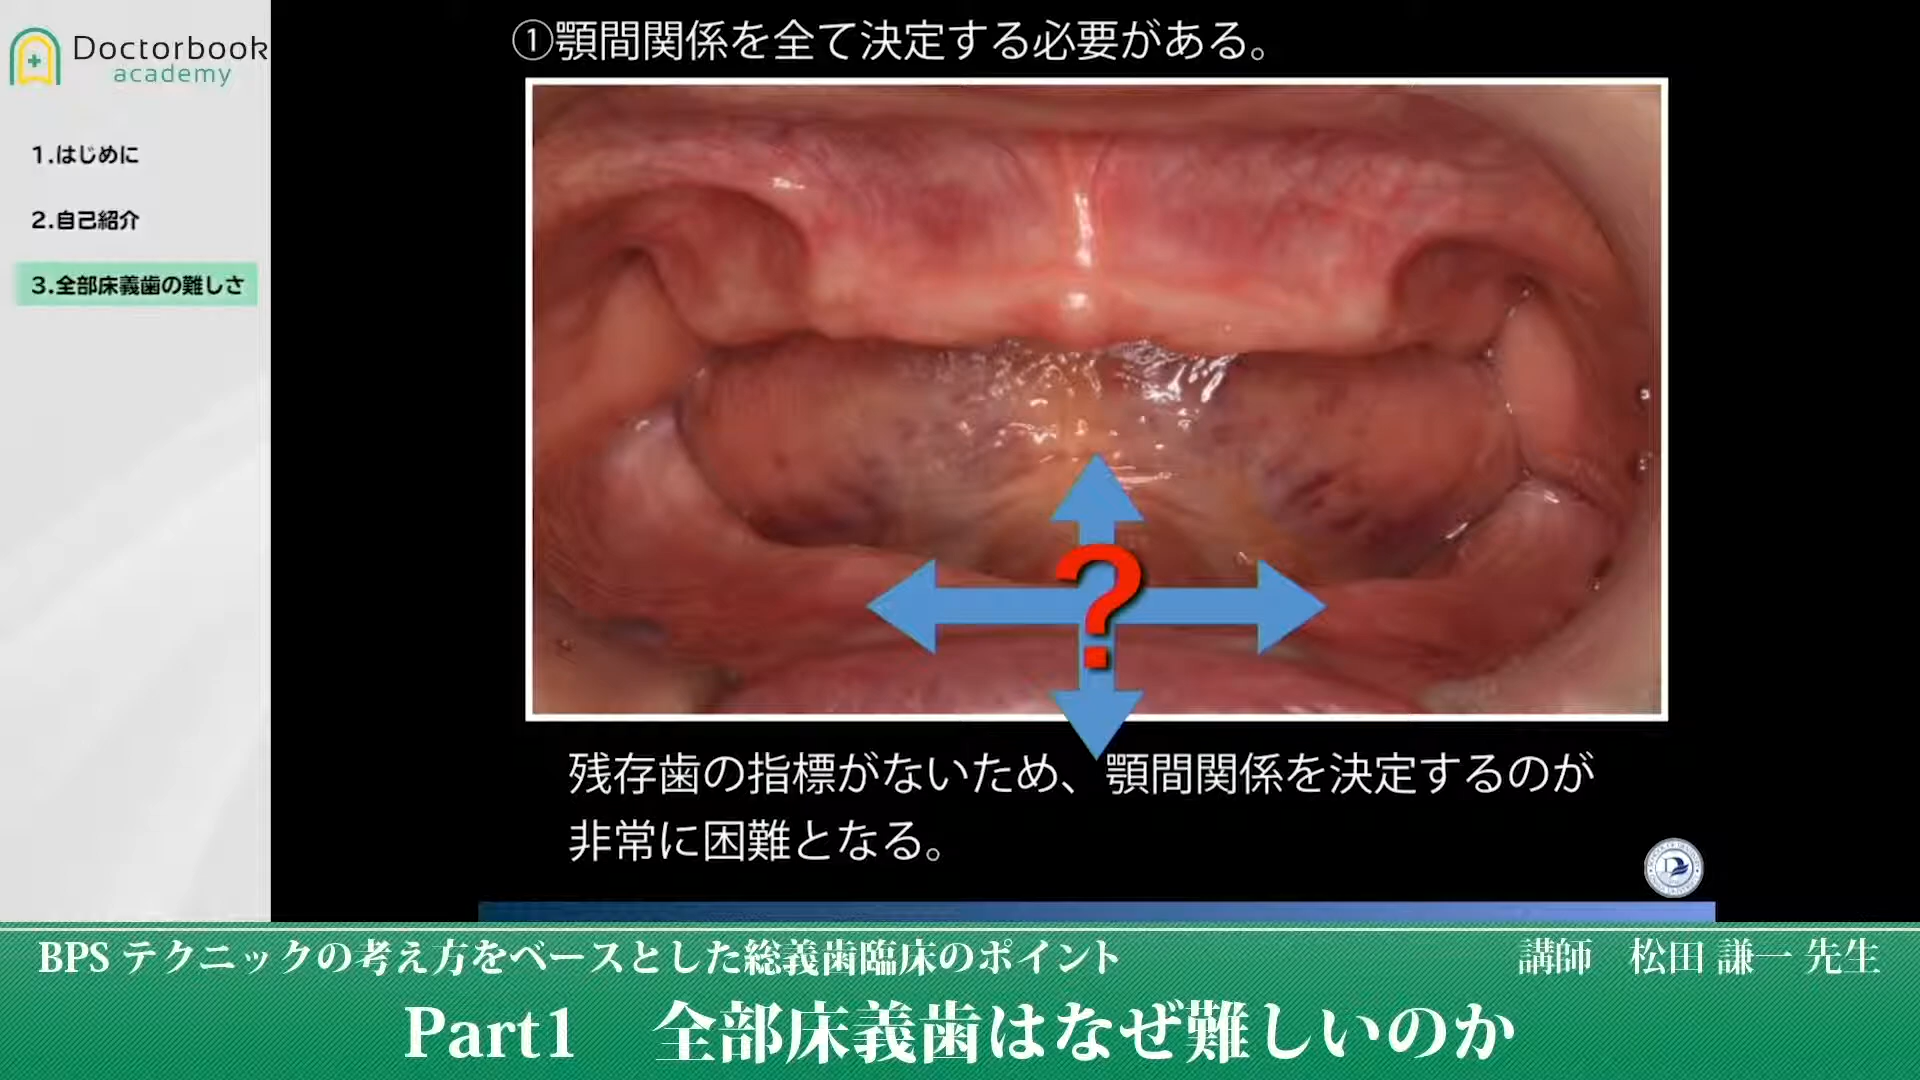 Doctorbook
academy
1.はじめに
2.自己紹介
3.全部床義歯の難しさ
①顎間関係を全て決定する必要がある。
?
残存歯の指標がないため、顎間関係を決定するのが
非常に困難となる。
BPS テクニックの考え方をベースとした総義歯臨床のポイント
講師 松田 謙一 先生
Part1 全部床義歯はなぜ難しいのか